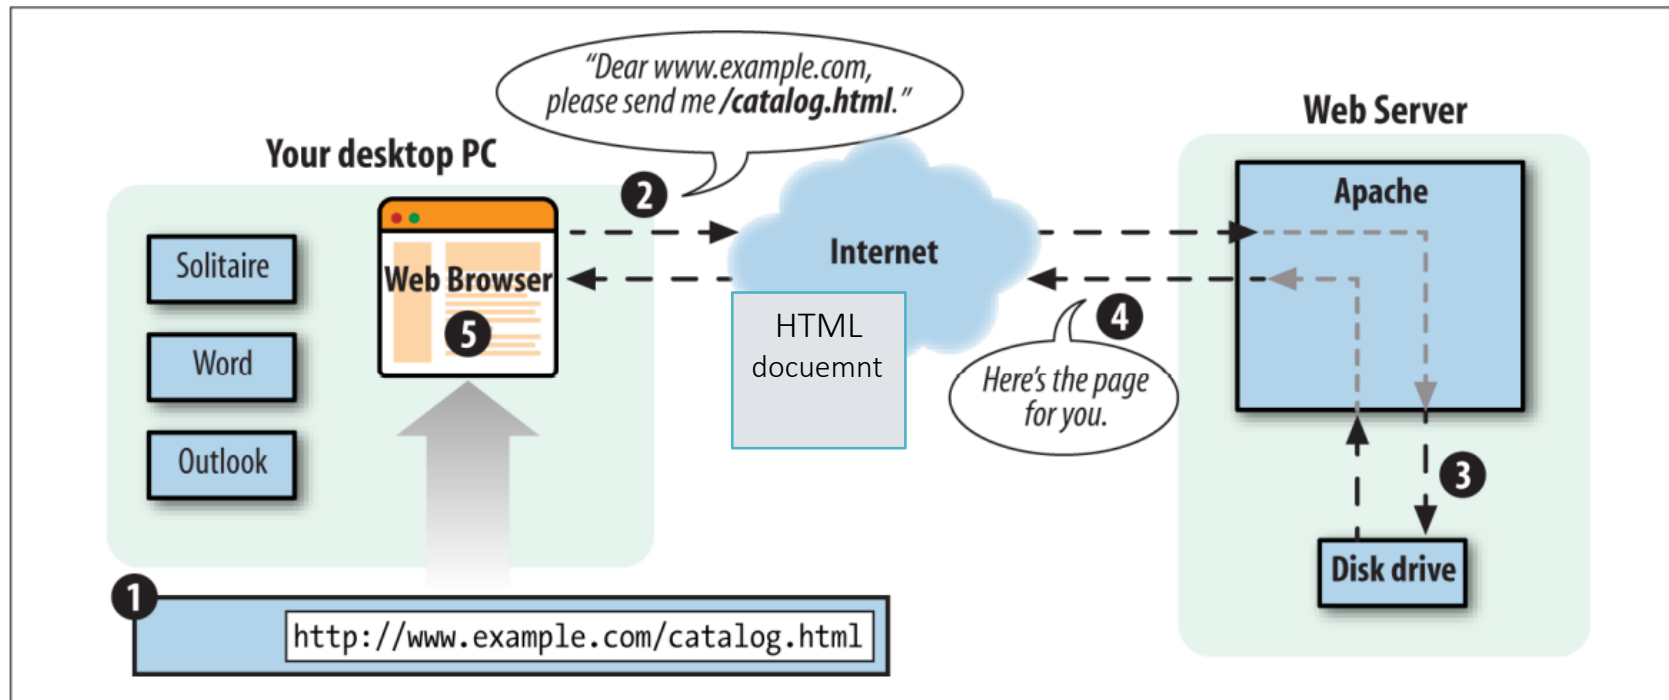 "Dear www.example.com,
please send me /catalog.html."
Web Server
Your desktop PC
2
Apache
Solitaire
Web Browser
5
Internet
HTML
docuemnt
4
Here's the page
for you.
Word
Outlook
3
Disk drive
1
http://www.example.com/catalog.html